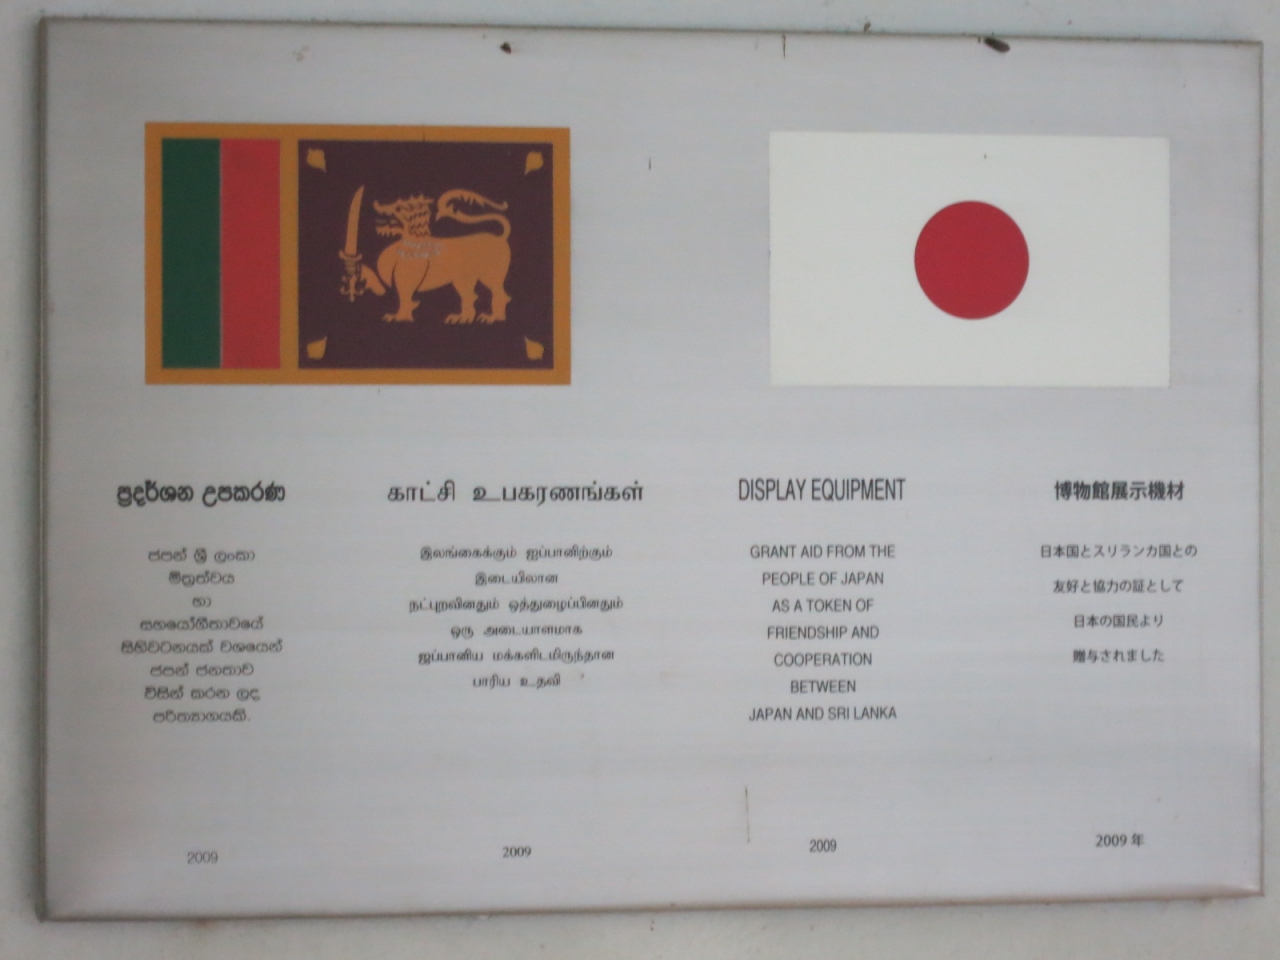 ප්‍රදර්ශන උපකරණ
ජපන් ශ්‍රී ලංකා
මිත්‍රත්වය
හා
සහයෝගීතාවයේ
සිහිවටනයක් වශයෙන්
ජපන් ජනතාව
විසින් කරන ලද
පරිත්‍යාගයකි.
2009
காட்சி உபகரணங்கள்
இலங்கைக்கும் ஐப்பானிற்கும்
இடையிலான
நட்புறவினதும் ஒத்துழைப்பினதும்
ஒரு அடையாளமாக
ஜப்பானிய மக்களிடமிருந்தான
பாரிய உதவி
2009
DISPLAY EQUIPMENT
GRANT AID FROM THE
PEOPLE OF JAPAN
AS A TOKEN OF
FRIENDSHIP AND
COOPERATION
BETWEEN
JAPAN AND SRI LANKA
2009
博物館展示機材
日本国とスリランカ国との
友好と協力の証として
日本の国民より
贈与されました
2009 年